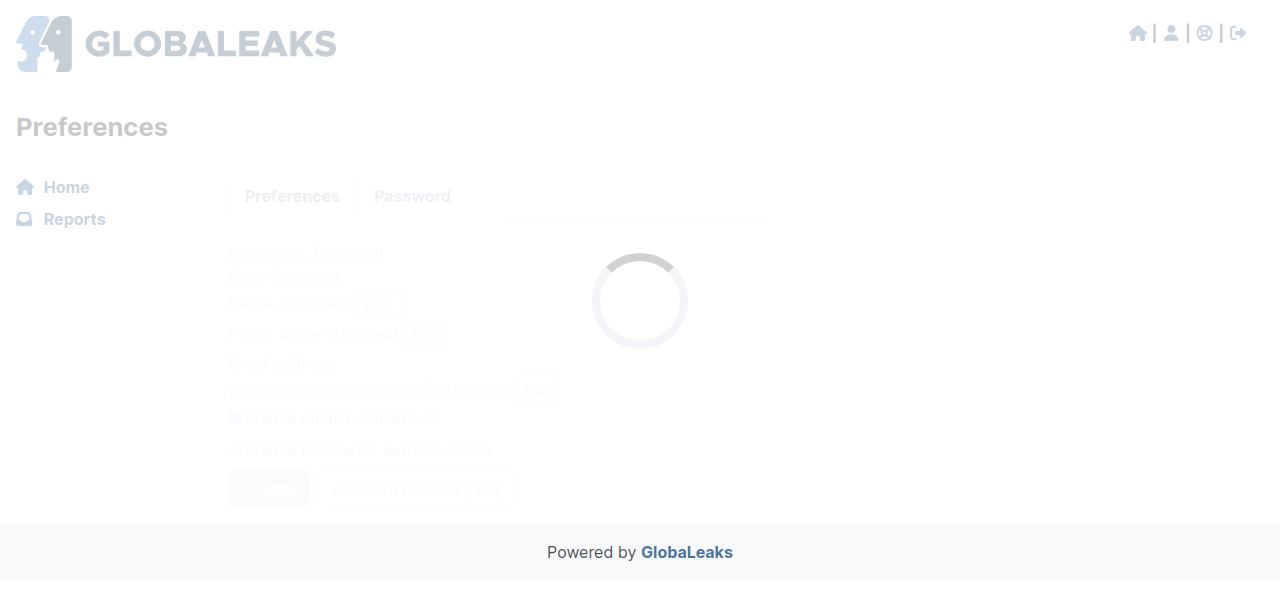 GLOBALEAKS
| | |
Preferences
Home
Reports
Preferences Password
Username: Recipient
Role: Recipient
Name: Recipient Edit
Public name: Recipient Edit
Email address:
globaleaks-receiver1@mailinator.com Edit
Enable email notifications
Enable two factor authentication
Save Account recovery key
Powered by GlobaLeaks